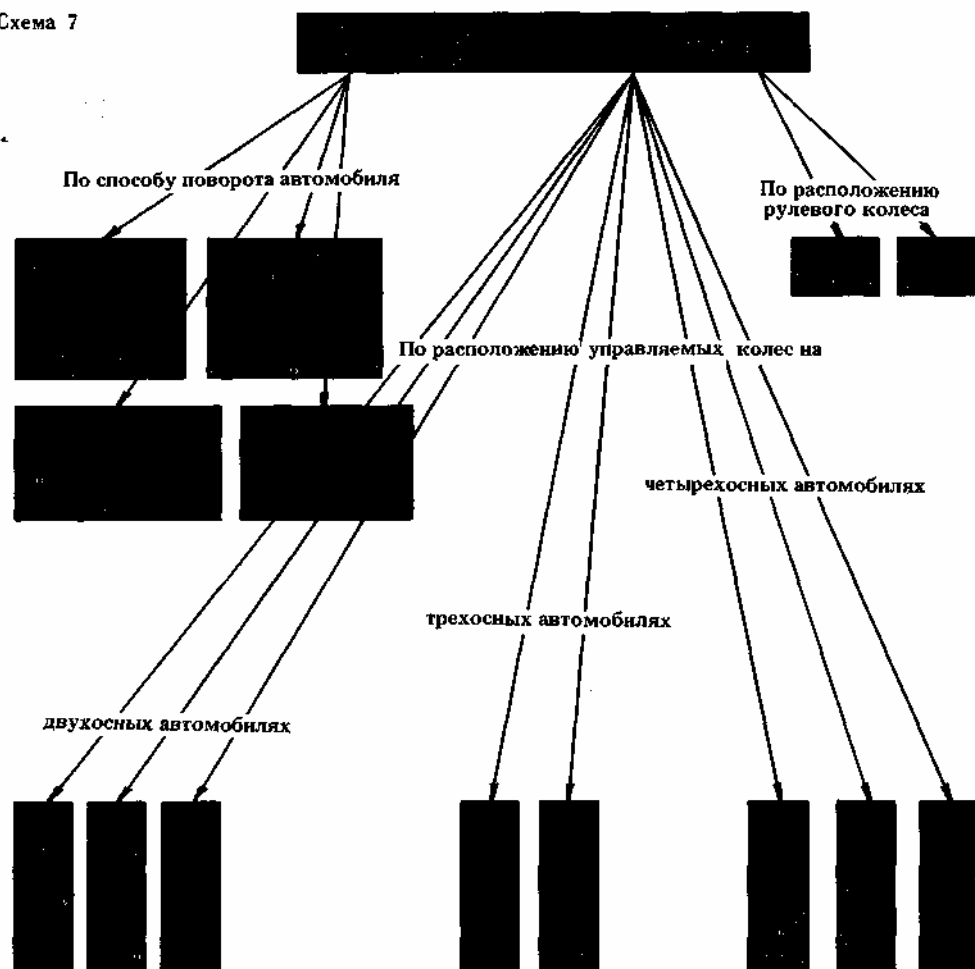 Схема 7
По способу поворота автомобиля
По расположению
рулевого колеса
По расположению управляемых колес на
четырехосных автомобилях
трехосных автомобилях
двухосных автомобилях